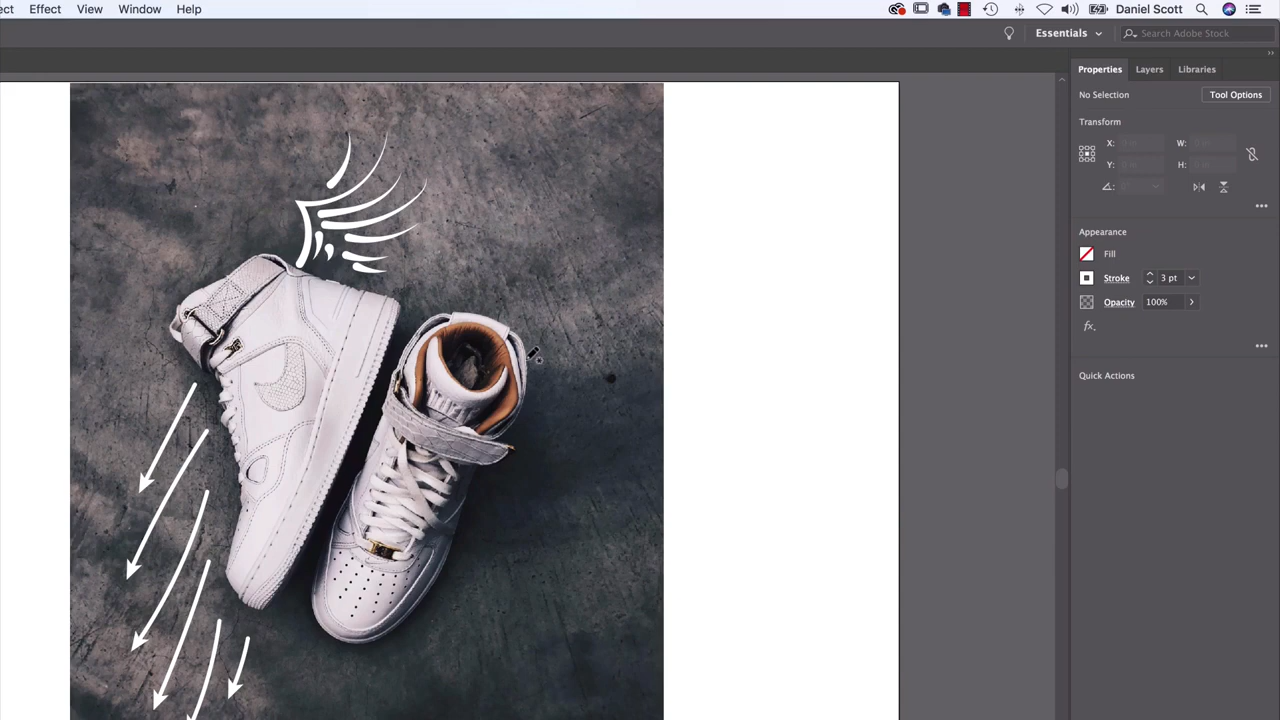 ect Effect View Window Help Daniel Scott
Essentials Search Adobe Stock
Properties Layers Libraries
No Selection Tool Options
Transform
X: W:
Y: H:
Appearance
Fill
Stroke 3 pt
Opacity 100%
fx.
Quick Actions